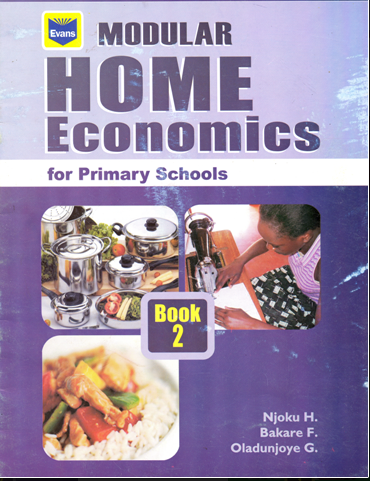 Evans
MODULAR
HOME
Economics
for Primary Schools
Book
2
Njoku H.
Bakare F.
Oladunjoye G.